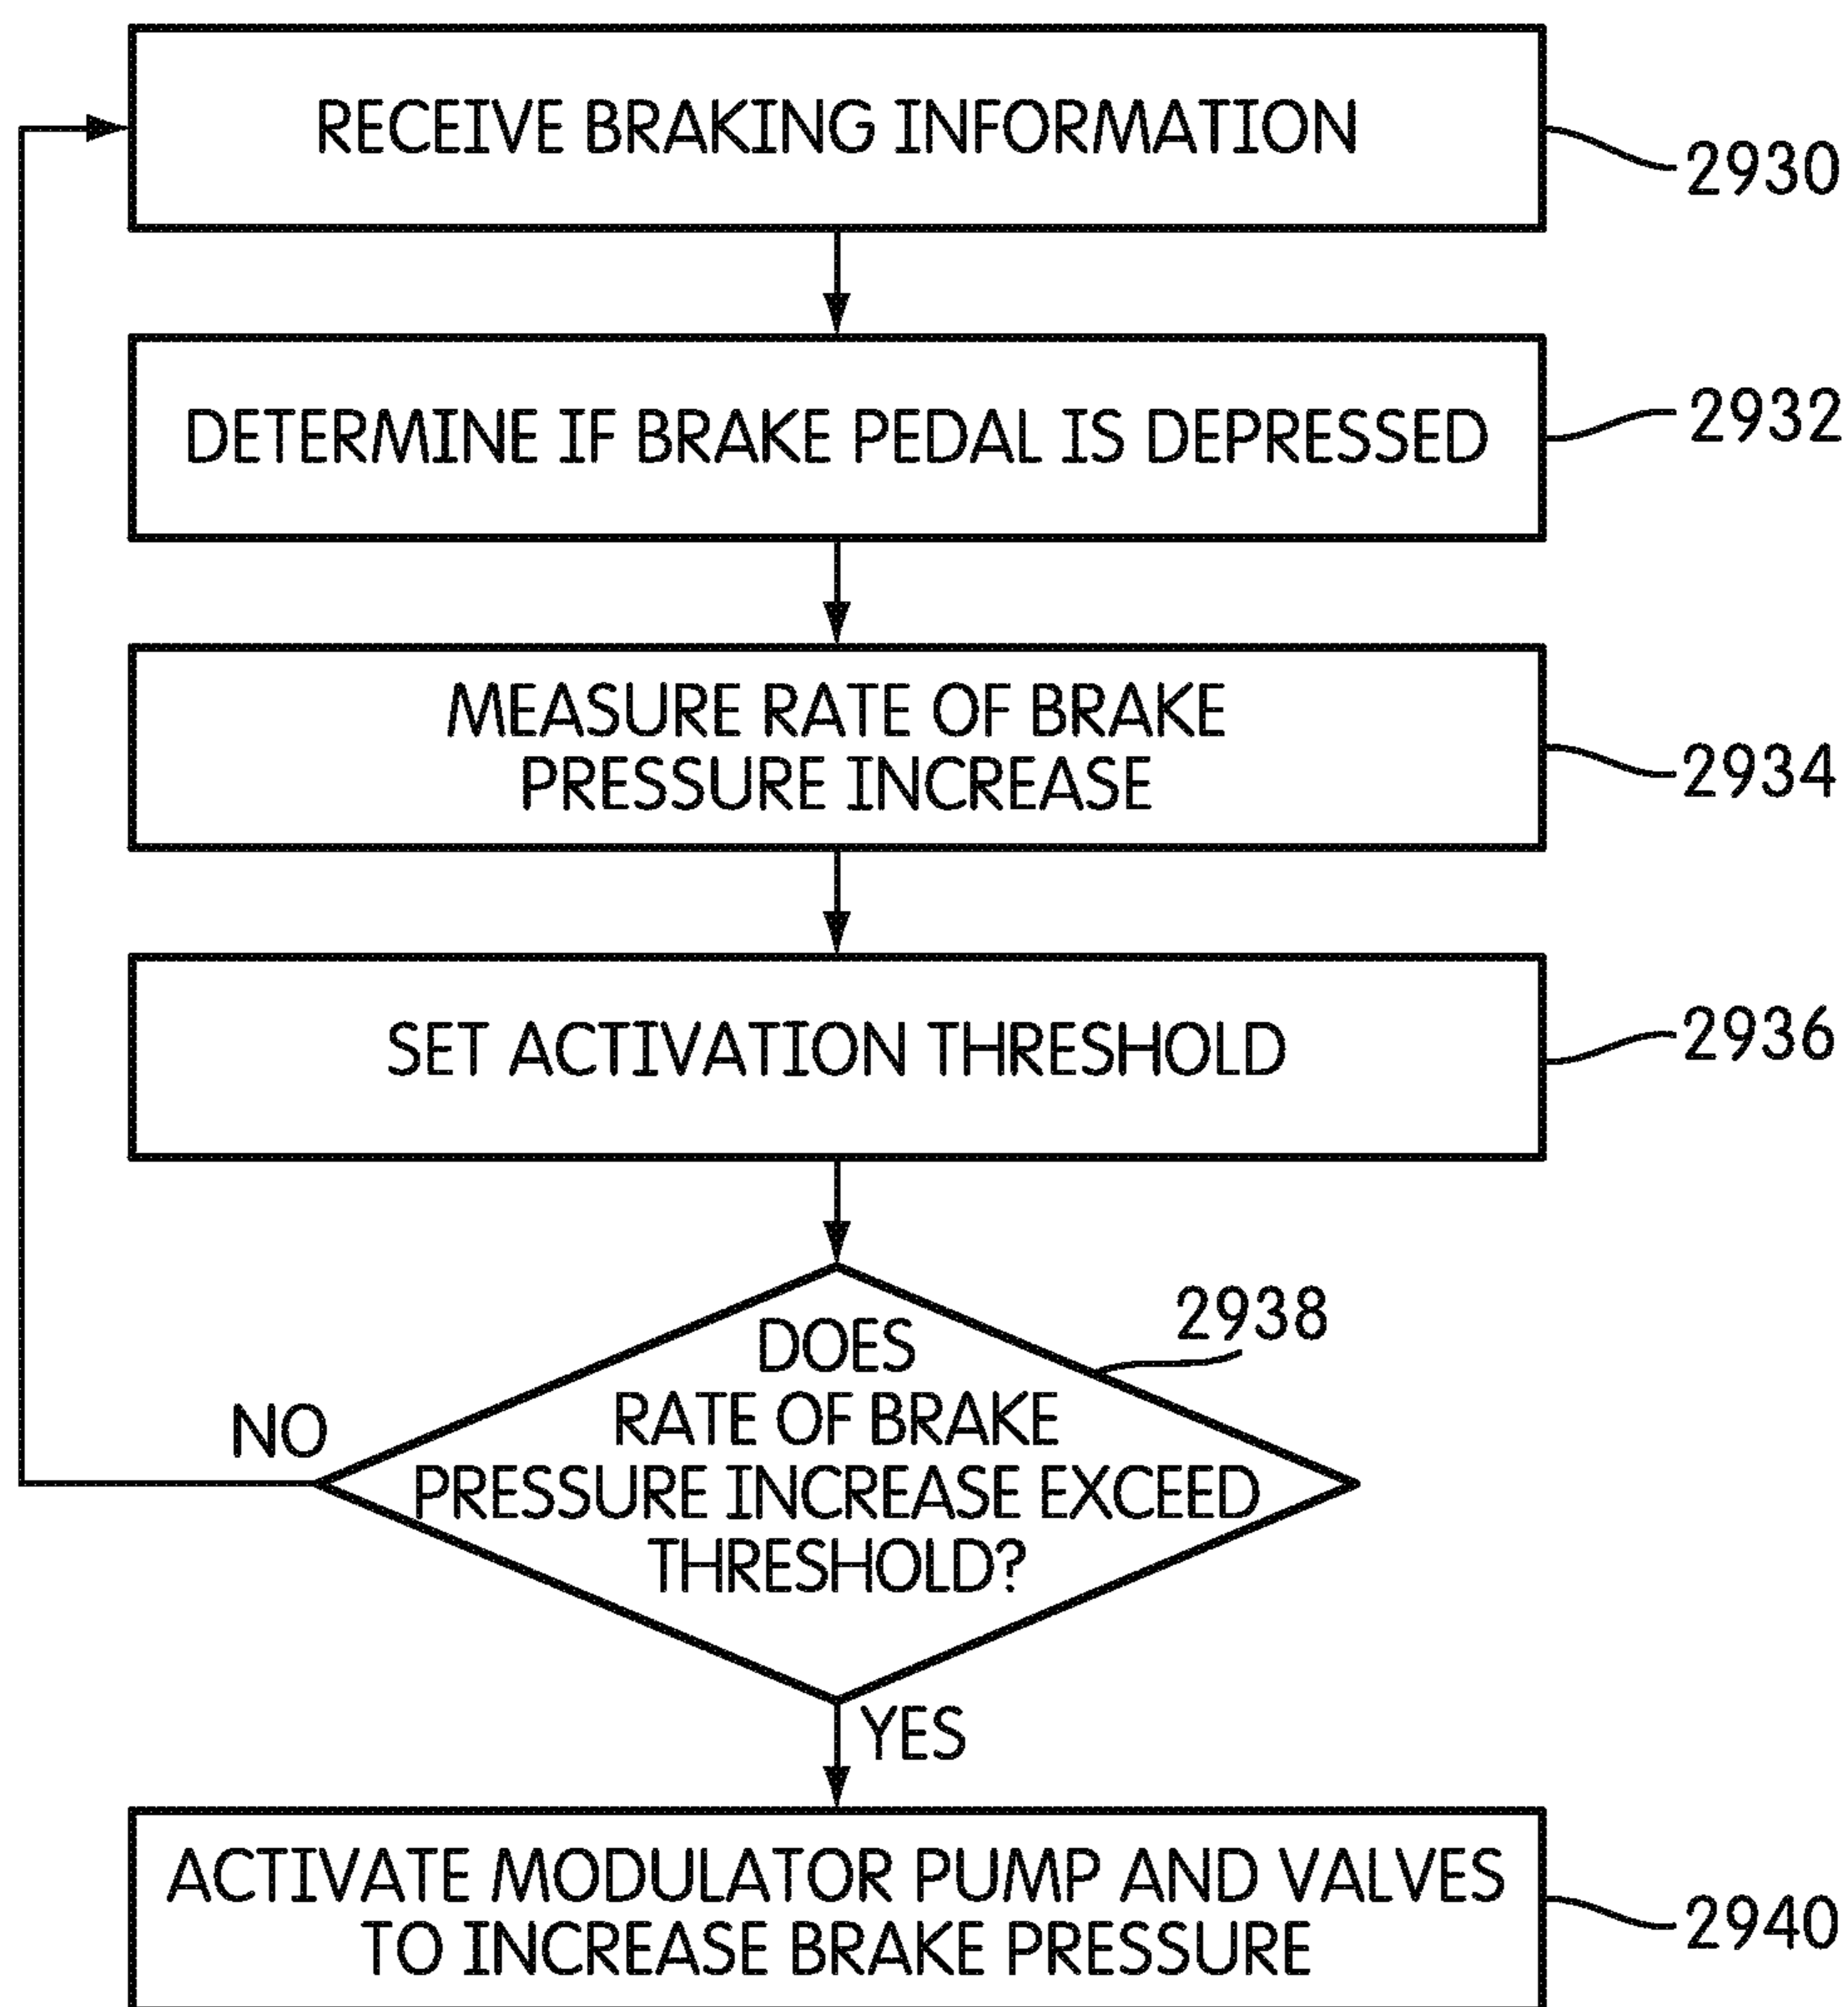 RECEIVE BRAKING INFORMATION
2930
DETERMINE IF BRAKE PEDAL IS DEPRESSED
2932
MEASURE RATE OF BRAKE
PRESSURE INCREASE
2934
SET ACTIVATION THRESHOLD
2936
2938
DOES
RATE OF BRAKE
PRESSURE INCREASE EXCEED
THRESHOLD?
NO
YES
ACTIVATE MODULATOR PUMP AND VALVES
TO INCREASE BRAKE PRESSURE
2940